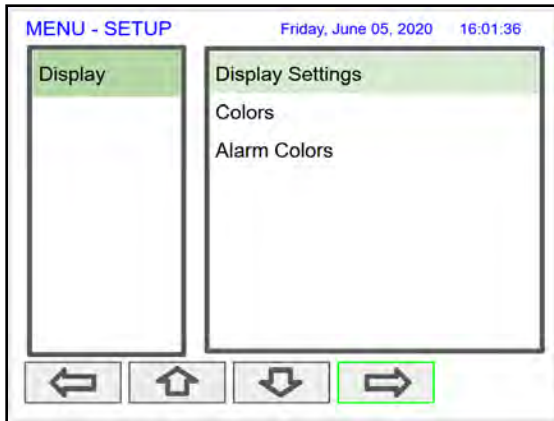 MENU - SETUP Friday, June 05, 2020 16:01:36
Display
Display Settings
Colors
Alarm Colors